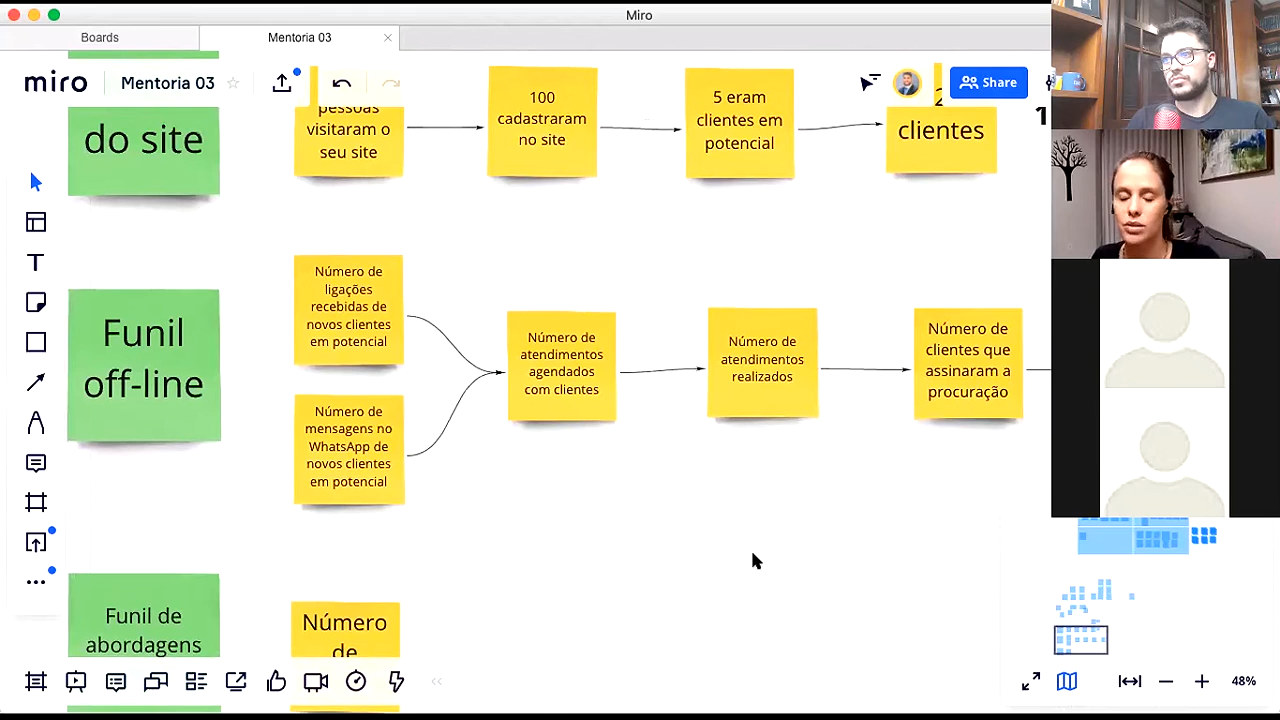 Miro
Boards
Mentoria 03
miro
Mentoria 03
Share
do site
pessoas
visitaram o
seu site
100
cadastraram
no site
5 eram
clientes em
potencial
2
clientes
1
Funil
off-line
Número de
ligações
recebidas de
novos clientes
em potencial
Número de
mensagens no
WhatsApp de
novos clientes
em potencial
Número de
atendimentos
agendados
com clientes
Número de
atendimentos
realizados
Número de
clientes que
assinaram a
procuração
Funil de
abordagens
Número
de
48%